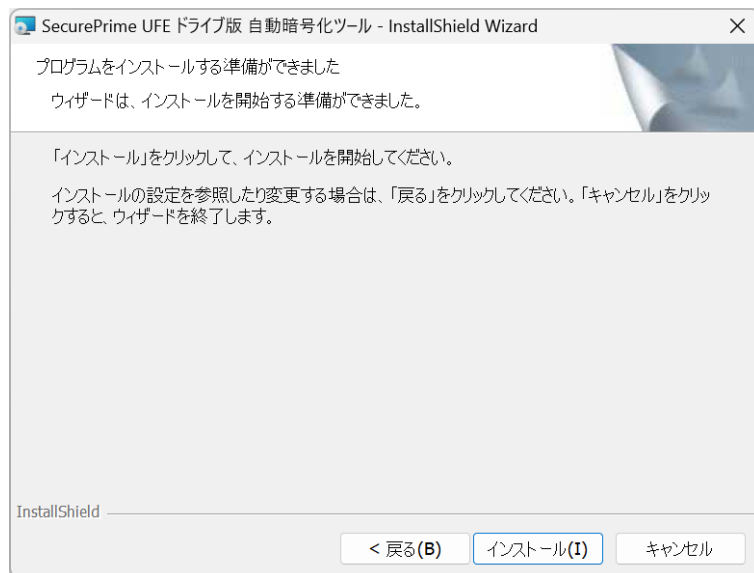 SecurePrime UFE ドライブ版 自動暗号化ツール - InstallShield Wizard
プログラムをインストールする準備ができました
ウィザードは、インストールを開始する準備ができました。
「インストール」をクリックして、インストールを開始してください。
インストールの設定を参照したり変更する場合は、「戻る」をクリックしてください。「キャンセル」をクリッ
クすると、ウィザードを終了します。
InstallShield
< 戻る(B)
インストール(I)
キャンセル